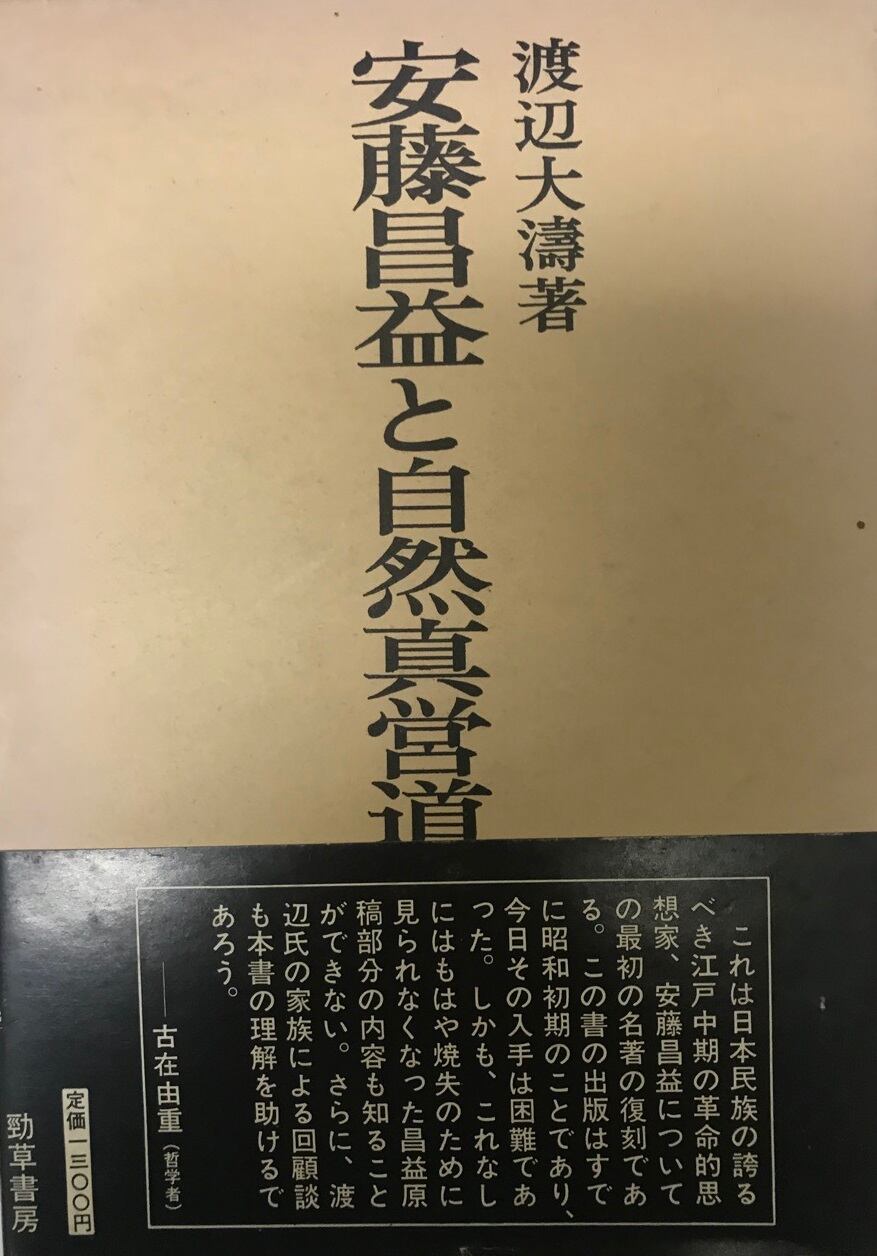 渡辺大濤著
安藤昌益と自然真営道
これは日本民族の誇る
べき江戸中期の革命的思
想家、安藤昌益について
の最初の名著の復刻であ
る。この書の出版はすで
に昭和初期のことであり、
今日その入手は困難であ
った。しかも、これなし
にはもはや焼失のために
見られなくなった昌益原
稿部分の内容も知ること
ができない。さらに、渡
辺氏の家族による回顧談
も本書の理解を助けるで
あろう。
——古在由重(哲学者)
定価一三〇〇円
勁草書房